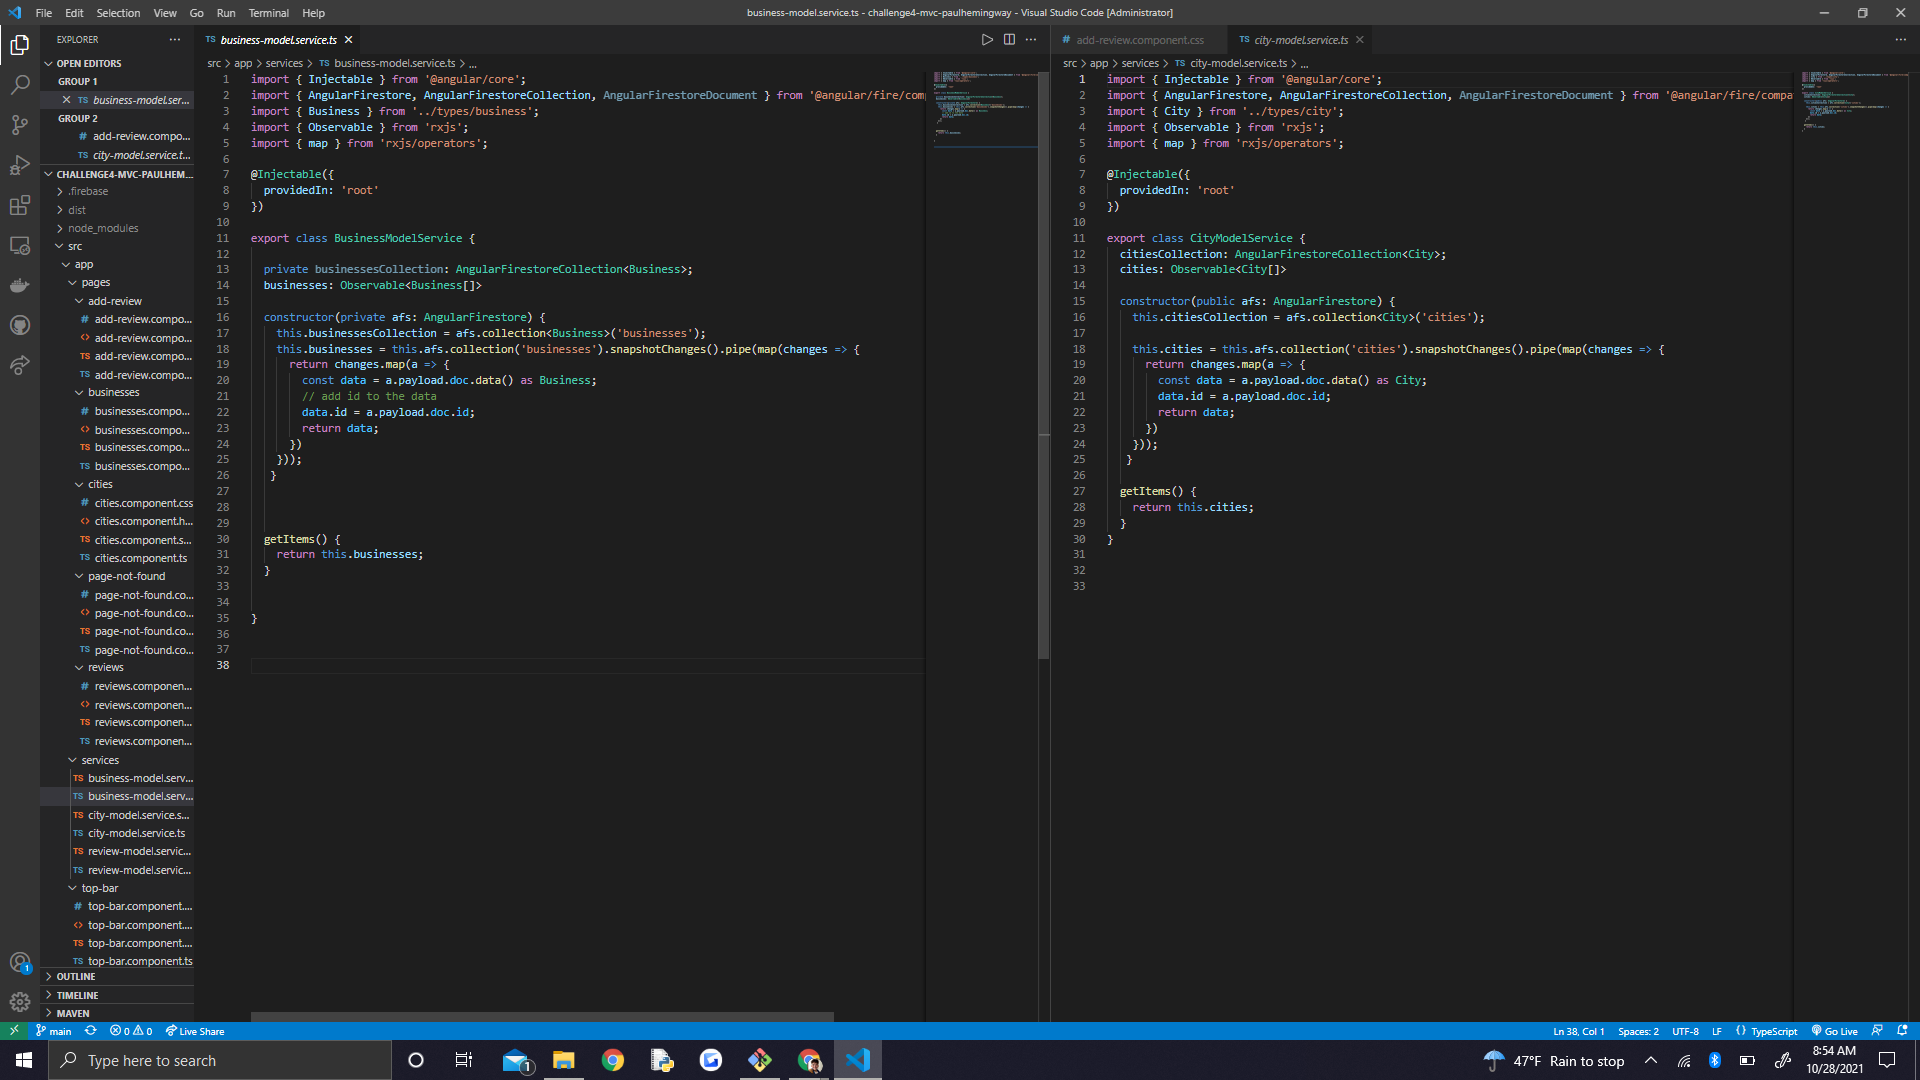 File Edit Selection View Go Run Terminal Help
business-model.service.ts - challenge4-mvc-paulhemingway - Visual Studio Code [Administrator]
EXPLORER
OPEN EDITORS
GROUP 1
TS business-model.ser...
GROUP 2
# add-review.compo...
TS city-model.service.t...
CHALLENGE4-MVC-PAULHEM...
.firebase
dist
node_modules
src
app
pages
add-review
# add-review.compo...
<> add-review.compo...
TS add-review.compo...
TS add-review.compo...
businesses
# businesses.compo...
<> businesses.compo...
TS businesses.compo...
TS businesses.compo...
cities
# cities.component.css
<> cities.component.h...
TS cities.component.s...
TS cities.component.ts
page-not-found
# page-not-found.co...
<> page-not-found.co...
TS page-not-found.co...
TS page-not-found.co...
reviews
# reviews.componen...
<> reviews.componen...
TS reviews.componen...
TS reviews.componen...
services
TS business-model.serv...
TS business-model.serv...
TS city-model.service.s...
TS city-model.service.ts
TS review-model.servic...
TS review-model.servic...
top-bar
# top-bar.component....
<> top-bar.component....
TS top-bar.component....
TS top-bar.component.ts
OUTLINE
TIMELINE
MAVEN
TS business-model.service.ts
src > app > services > TS business-model.service.ts > ...
1 import { Injectable } from '@angular/core';
2 import { AngularFirestore, AngularFirestoreCollection, AngularFirestoreDocument } from '@angular/fire/com
3 import { Business } from '../types/business';
4 import { Observable } from 'rxjs';
5 import { map } from 'rxjs/operators';
6
7 @Injectable({
8 providedIn: 'root'
9 })
10
11 export class BusinessModelService {
12
13 private businessesCollection: AngularFirestoreCollection<Business>;
14 businesses: Observable<Business[]>
15
16 constructor(private afs: AngularFirestore) {
17 this.businessesCollection = afs.collection<Business>('businesses');
18 this.businesses = this.afs.collection('businesses').snapshotChanges().pipe(map(changes => {
19 return changes.map(a => {
20 const data = a.payload.doc.data() as Business;
21 // add id to the data
22 data.id = a.payload.doc.id;
23 return data;
24 })
25 }));
26 }
27
28
29
30 getItems() {
31 return this.businesses;
32 }
33
34
35 }
36
37
38
# add-review.component.css
TS city-model.service.ts
src > app > services > TS city-model.service.ts > ...
1 import { Injectable } from '@angular/core';
2 import { AngularFirestore, AngularFirestoreCollection, AngularFirestoreDocument } from '@angular/fire/compa
3 import { City } from '../types/city';
4 import { Observable } from 'rxjs';
5 import { map } from 'rxjs/operators';
6
7 @Injectable({
8 providedIn: 'root'
9 })
10
11 export class CityModelService {
12 citiesCollection: AngularFirestoreCollection<City>;
13 cities: Observable<City[]>
14
15 constructor(public afs: AngularFirestore) {
16 this.citiesCollection = afs.collection<City>('cities');
17
18 this.cities = this.afs.collection('cities').snapshotChanges().pipe(map(changes => {
19 return changes.map(a => {
20 const data = a.payload.doc.data() as City;
21 data.id = a.payload.doc.id;
22 return data;
23 })
24 }));
25 }
26
27 getItems() {
28 return this.cities;
29 }
30 }
31
32
33
1
main 0 0 Live Share
Ln 38, Col 1 Spaces: 2 UTF-8 LF {} TypeScript Go Live
Type here to search
1
47°F Rain to stop
8:54 AM
10/28/2021